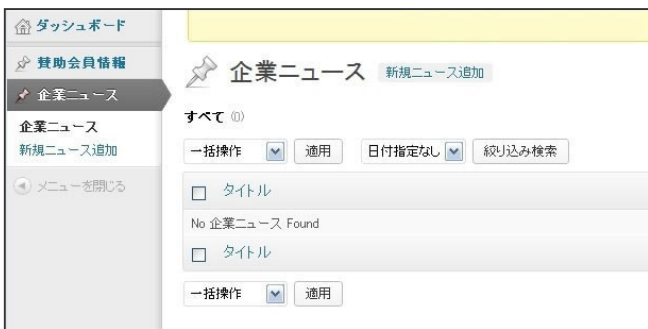 ダッシュボード
賛助会員情報
企業ニュース
企業ニュース
新規ニュース追加
メニューを閉じる
企業ニュース 新規ニュース追加
すべて (0)
一括操作 適用 日付指定なし 絞り込み検索
タイトル
No 企業ニュース Found
タイトル
一括操作 適用